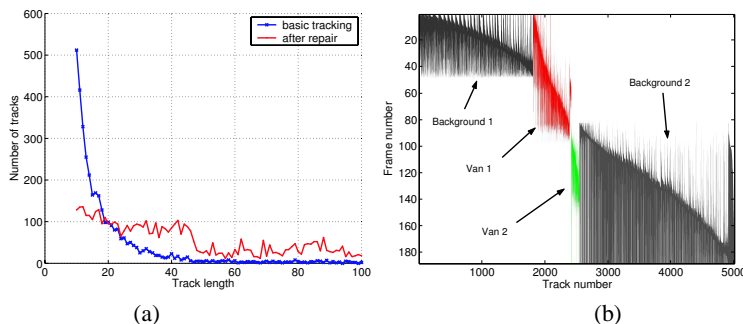 600
500
400
300
200
100
0
0
20
40
60
80
100
Number of tracks
Track length
basic tracking
after repair
(a)
20
40
60
80
100
120
140
160
180
1000
2000
3000
4000
5000
Frame number
Track number
Background 1
Van 1
Van 2
Background 2
(b)